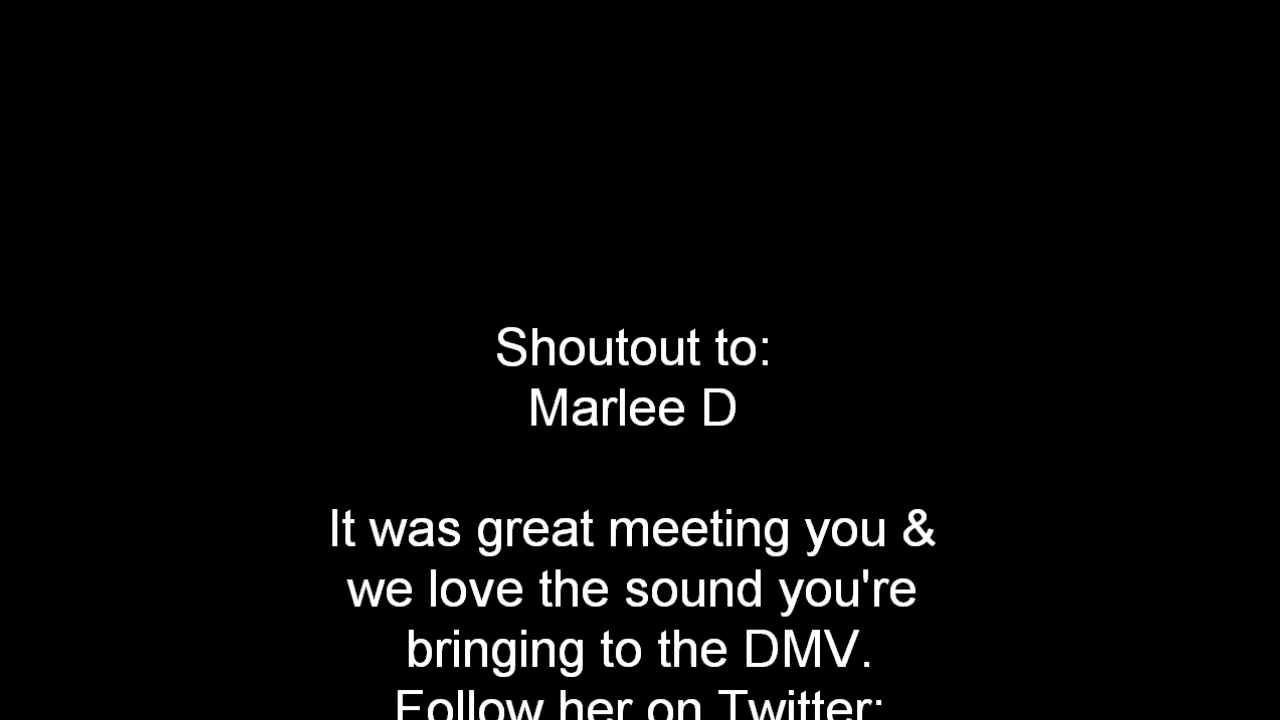 Shoutout to:
Marlee D
It was great meeting you &
we love the sound you're
bringing to the DMV.
Follow her on Twitter: